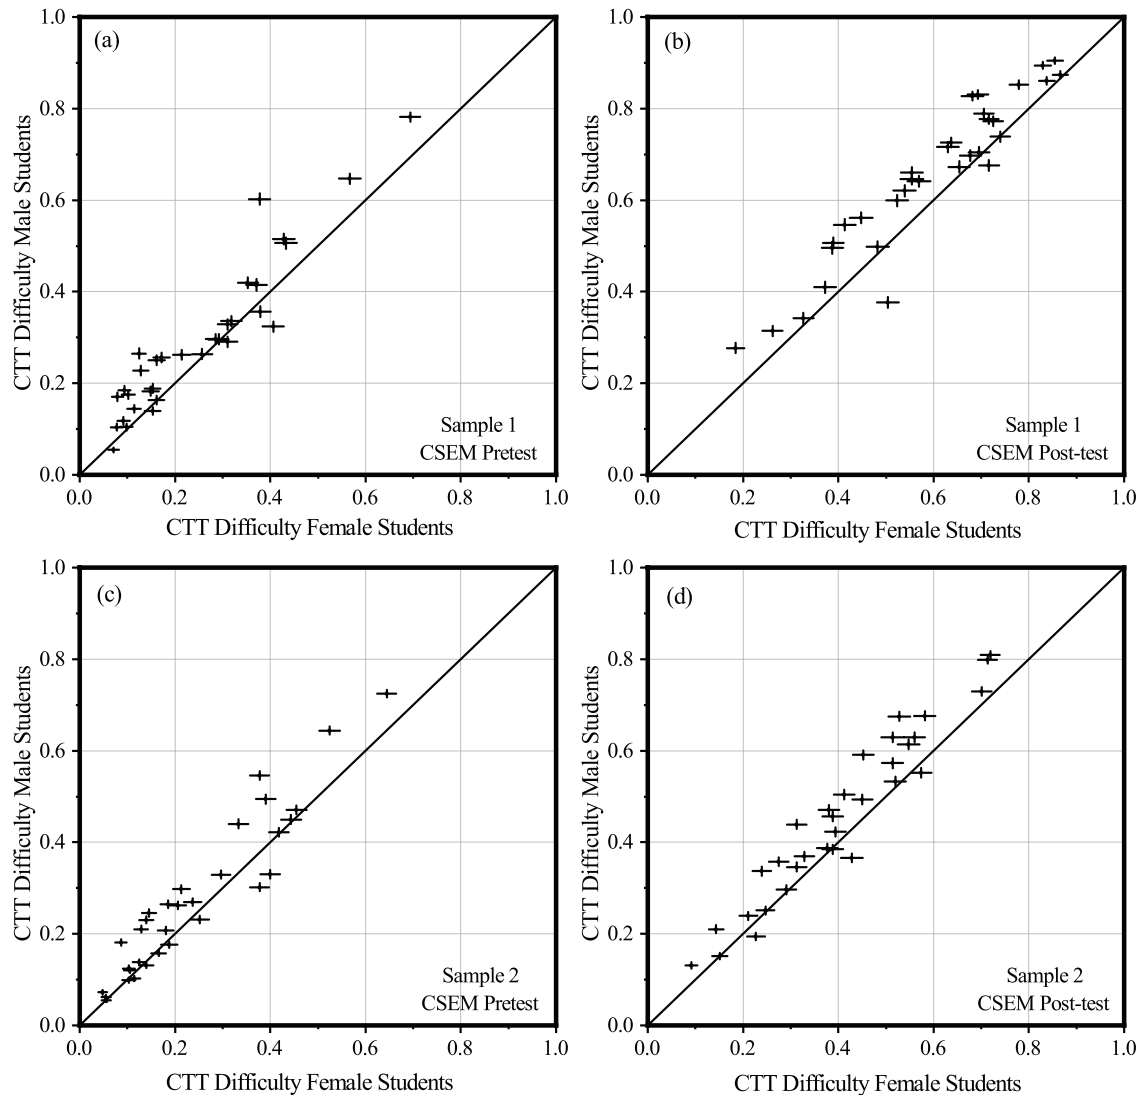 (a)
CTT Difficulty Male Students
1.0
0.8
0.6
0.4
0.2
0.0
Sample 1
CSEM Pretest
0.0 0.2 0.4 0.6 0.8 1.0
CTT Difficulty Female Students
(b)
CTT Difficulty Male Students
1.0
0.8
0.6
0.4
0.2
0.0
Sample 1
CSEM Post-test
0.0 0.2 0.4 0.6 0.8 1.0
CTT Difficulty Female Students
(c)
CTT Difficulty Male Students
1.0
0.8
0.6
0.4
0.2
0.0
Sample 2
CSEM Pretest
0.0 0.2 0.4 0.6 0.8 1.0
CTT Difficulty Female Students
(d)
CTT Difficulty Male Students
1.0
0.8
0.6
0.4
0.2
0.0
Sample 2
CSEM Post-test
0.0 0.2 0.4 0.6 0.8 1.0
CTT Difficulty Female Students